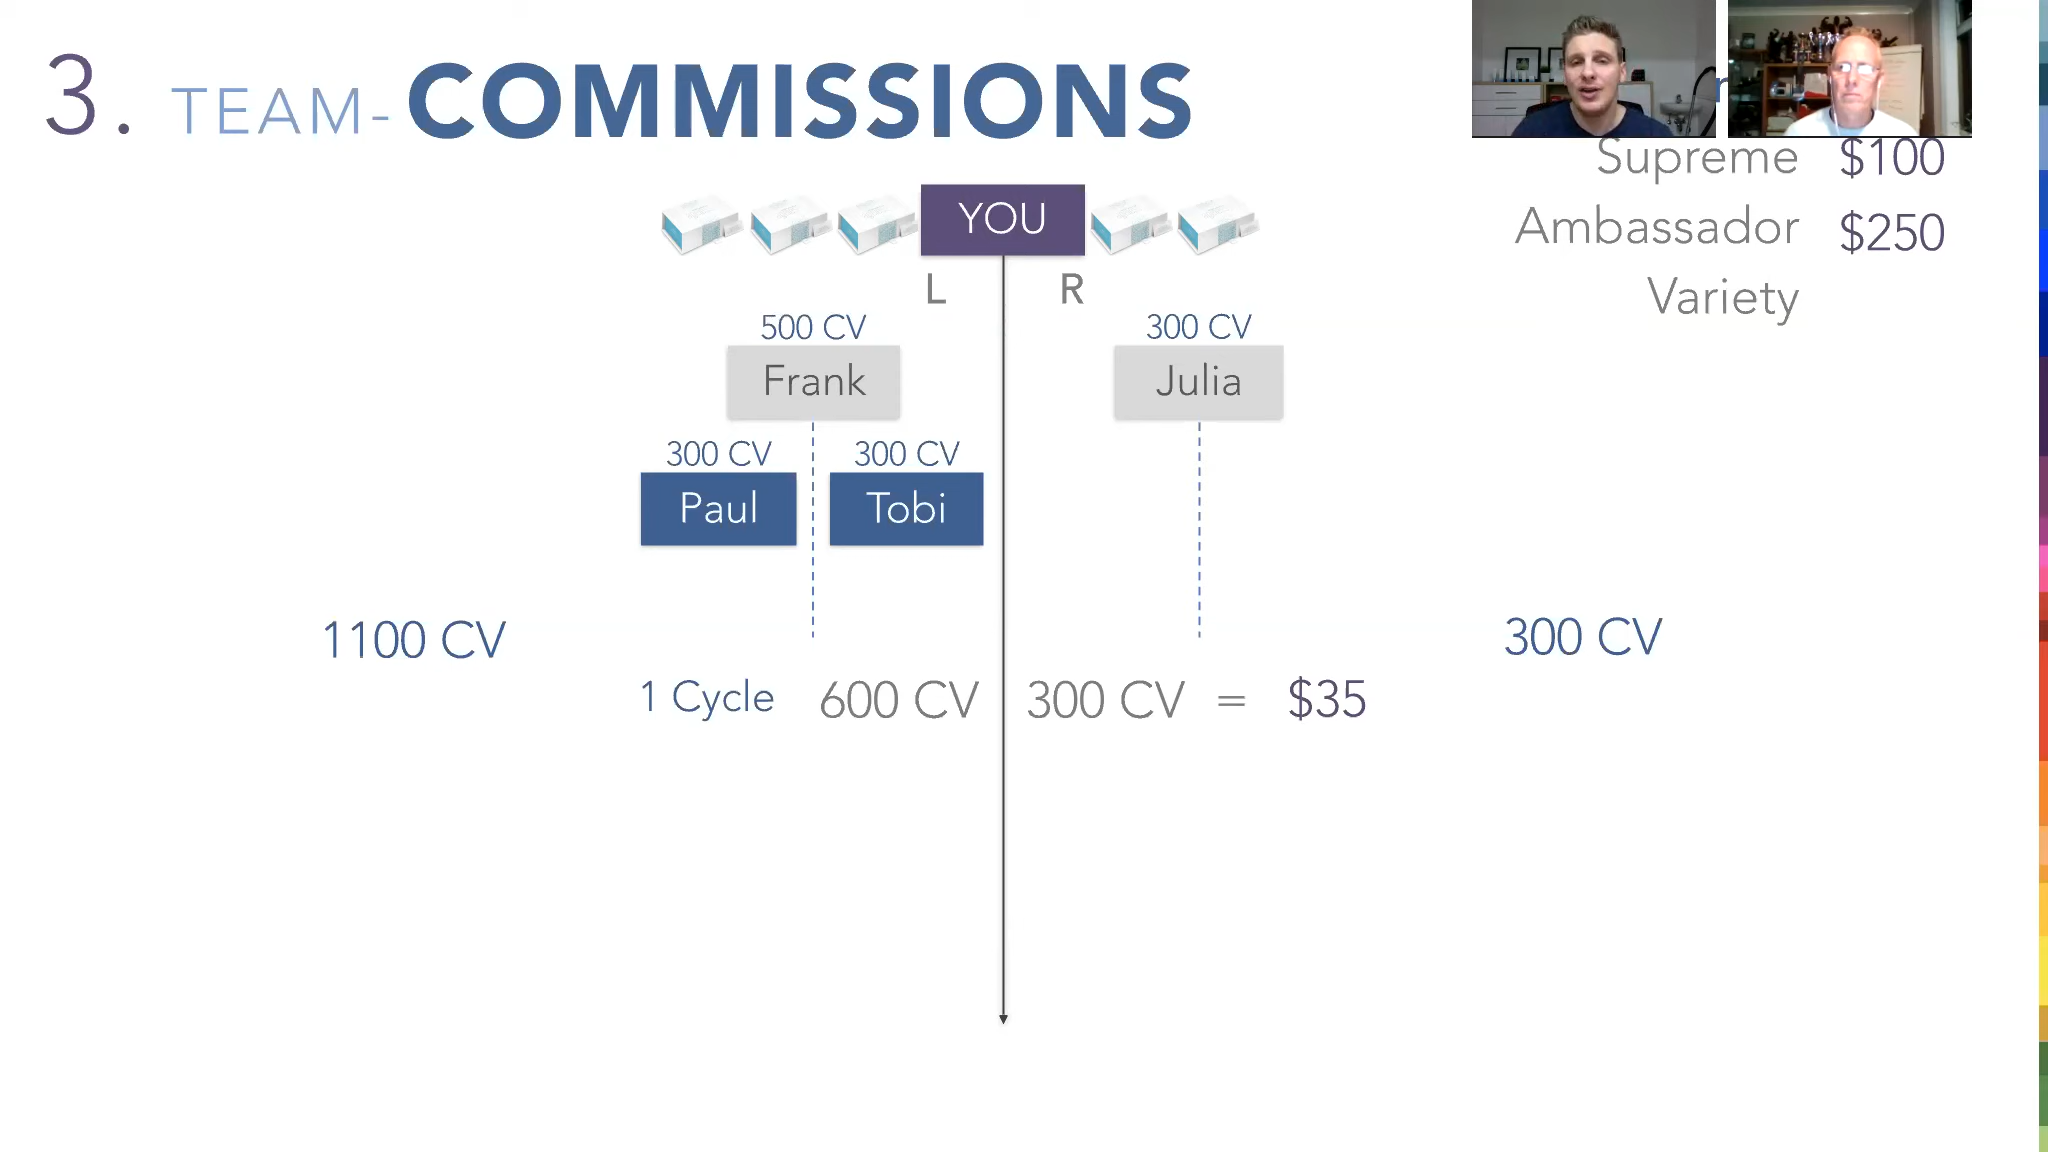 3. TEAM-COMMISSIONS
Supreme $100
Ambassador $250
Variety
YOU
L R
500 CV 300 CV
Frank Julia
300 CV 300 CV
Paul Tobi
1100 CV 300 CV
1 Cycle 600 CV 300 CV = $35